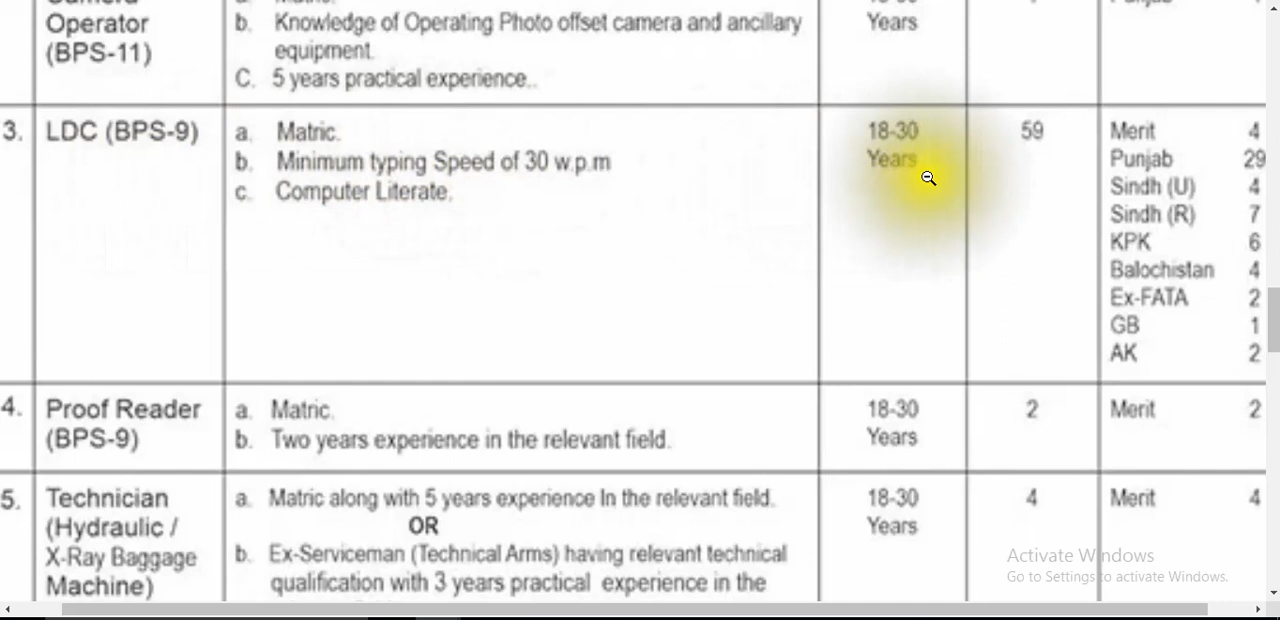 Operator
(BPS-11)
b. Knowledge of Operating Photo offset camera and ancillary
equipment.
C. 5 years practical experience..
Years
3. LDC (BPS-9)
a. Matric.
b. Minimum typing Speed of 30 w.p.m
c. Computer Literate.
18-30
Years
59
Merit 4
Punjab 29
Sindh (U) 4
Sindh (R) 7
KPK 6
Balochistan 4
Ex-FATA 2
GB 1
AK 2
4. Proof Reader
(BPS-9)
a. Matric.
b. Two years experience in the relevant field.
18-30
Years
2
Merit 2
5. Technician
(Hydraulic /
X-Ray Baggage
Machine)
a. Matric along with 5 years experience In the relevant field.
OR
b. Ex-Serviceman (Technical Arms) having relevant technical
qualification with 3 years practical experience in the
18-30
Years
4
Merit 4
Activate Windows
Go to Settings to activate Windows.